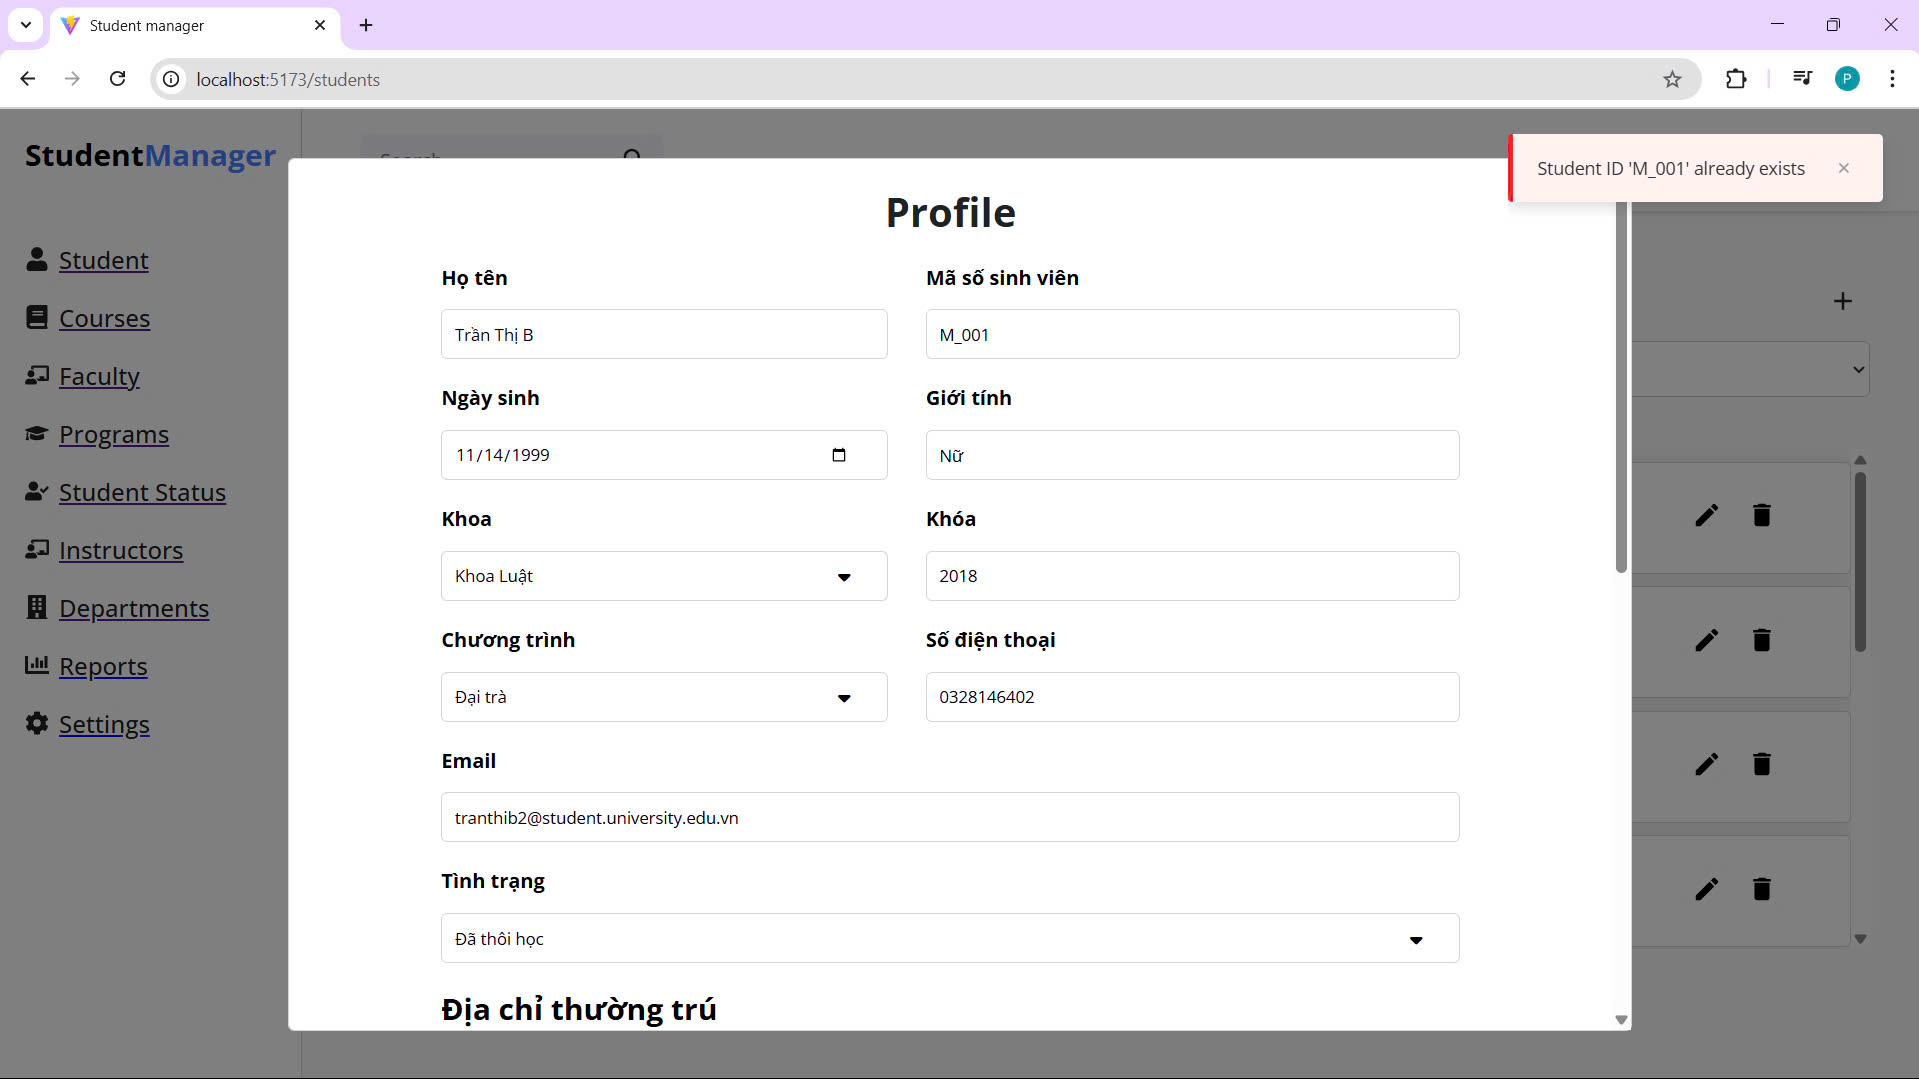 Student manager
localhost:5173/students
P
StudentManager
Search
Student ID 'M_001' already exists
Student
Courses
Faculty
Programs
Student Status
Instructors
Departments
Reports
Settings
Profile
Họ tên
Mã số sinh viên
Trần Thị B
M_001
Ngày sinh
Giới tính
11/14/1999
Nữ
Khoa
Khóa
Khoa Luật
2018
Chương trình
Số điện thoại
Đại trà
0328146402
Email
tranthib2@student.university.edu.vn
Tình trạng
Đã thôi học
Địa chỉ thường trú